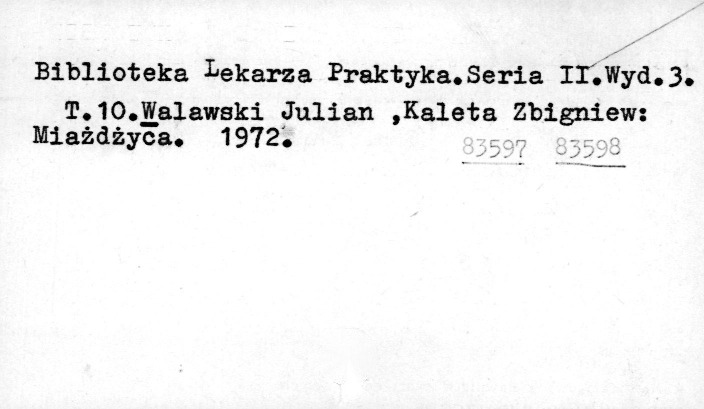 Biblioteka Lekarza Praktyka.Seria II.Wyd.3.
T.10.Walawski Julian ,Kaleta Zbigniew:
Miażdżyca. 1972.
83597 83598